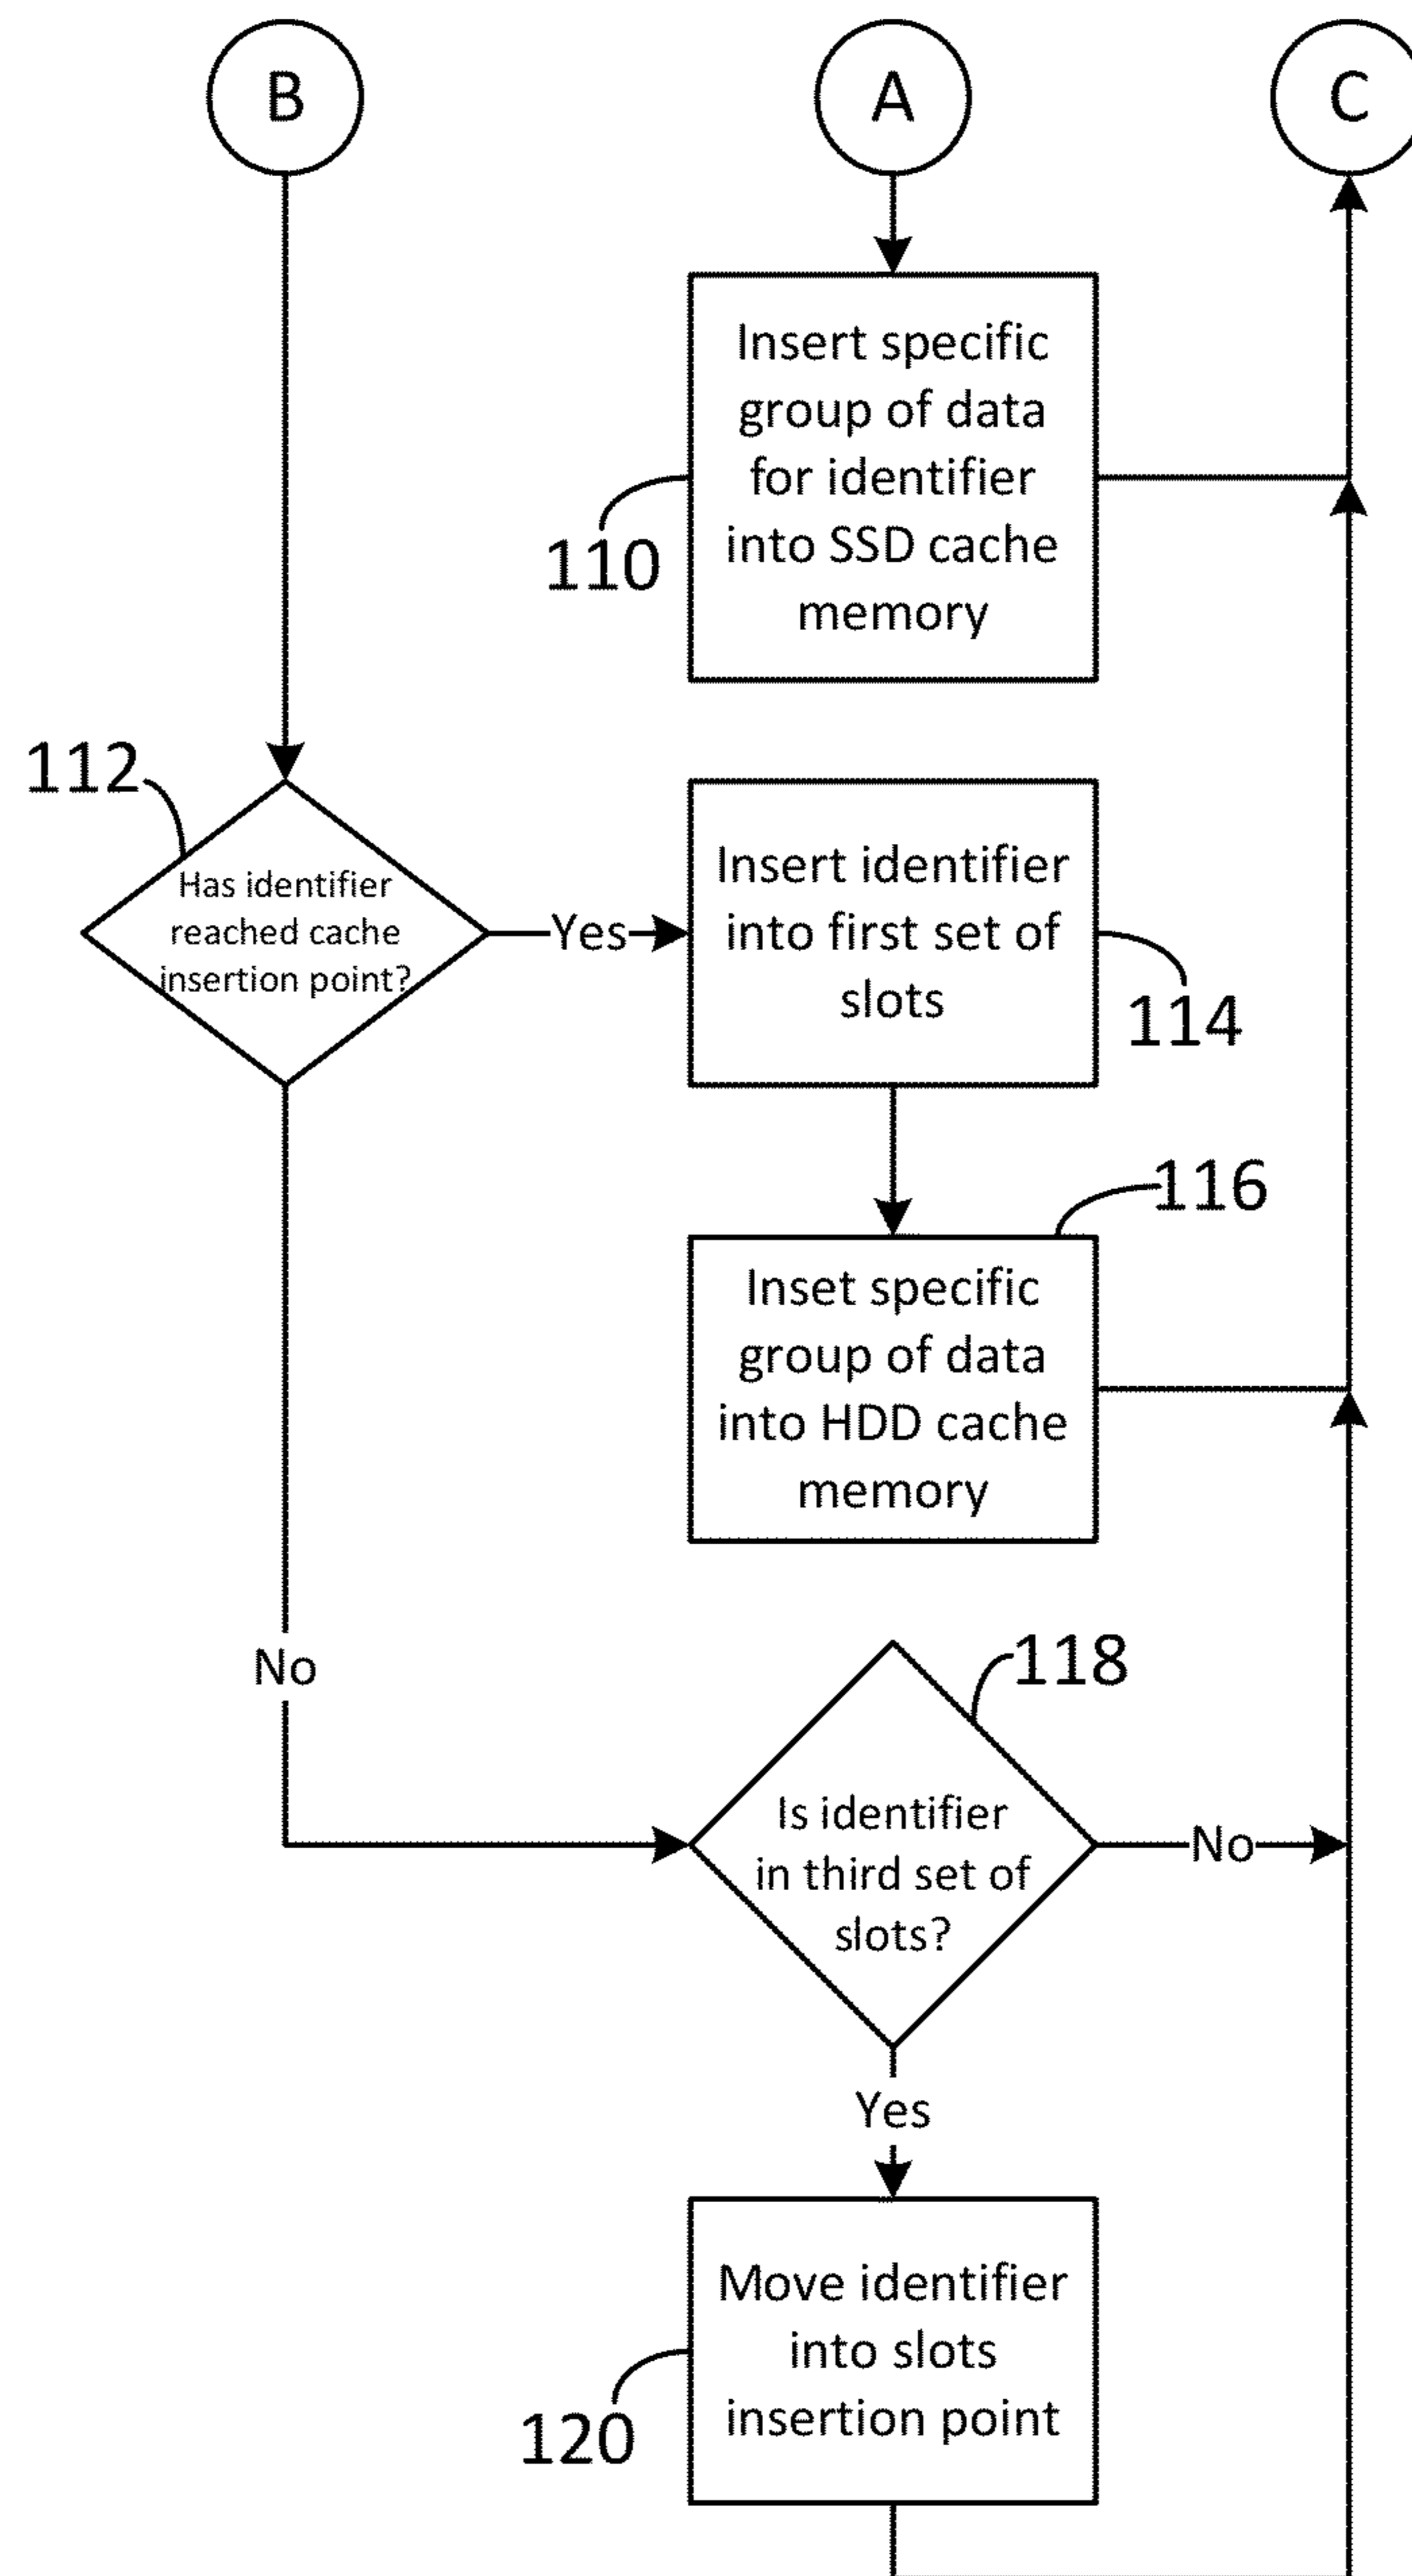 B
A
C
Insert specific
group of data
for identifier
into SSD cache
memory
110
112
Has identifier
reached cache
insertion point?
Yes
Insert identifier
into first set of
slots
114
116
Inset specific
group of data
into HDD cache
memory
No
118
Is identifier
in third set of
slots?
No
Yes
Move identifier
into slots
insertion point
120